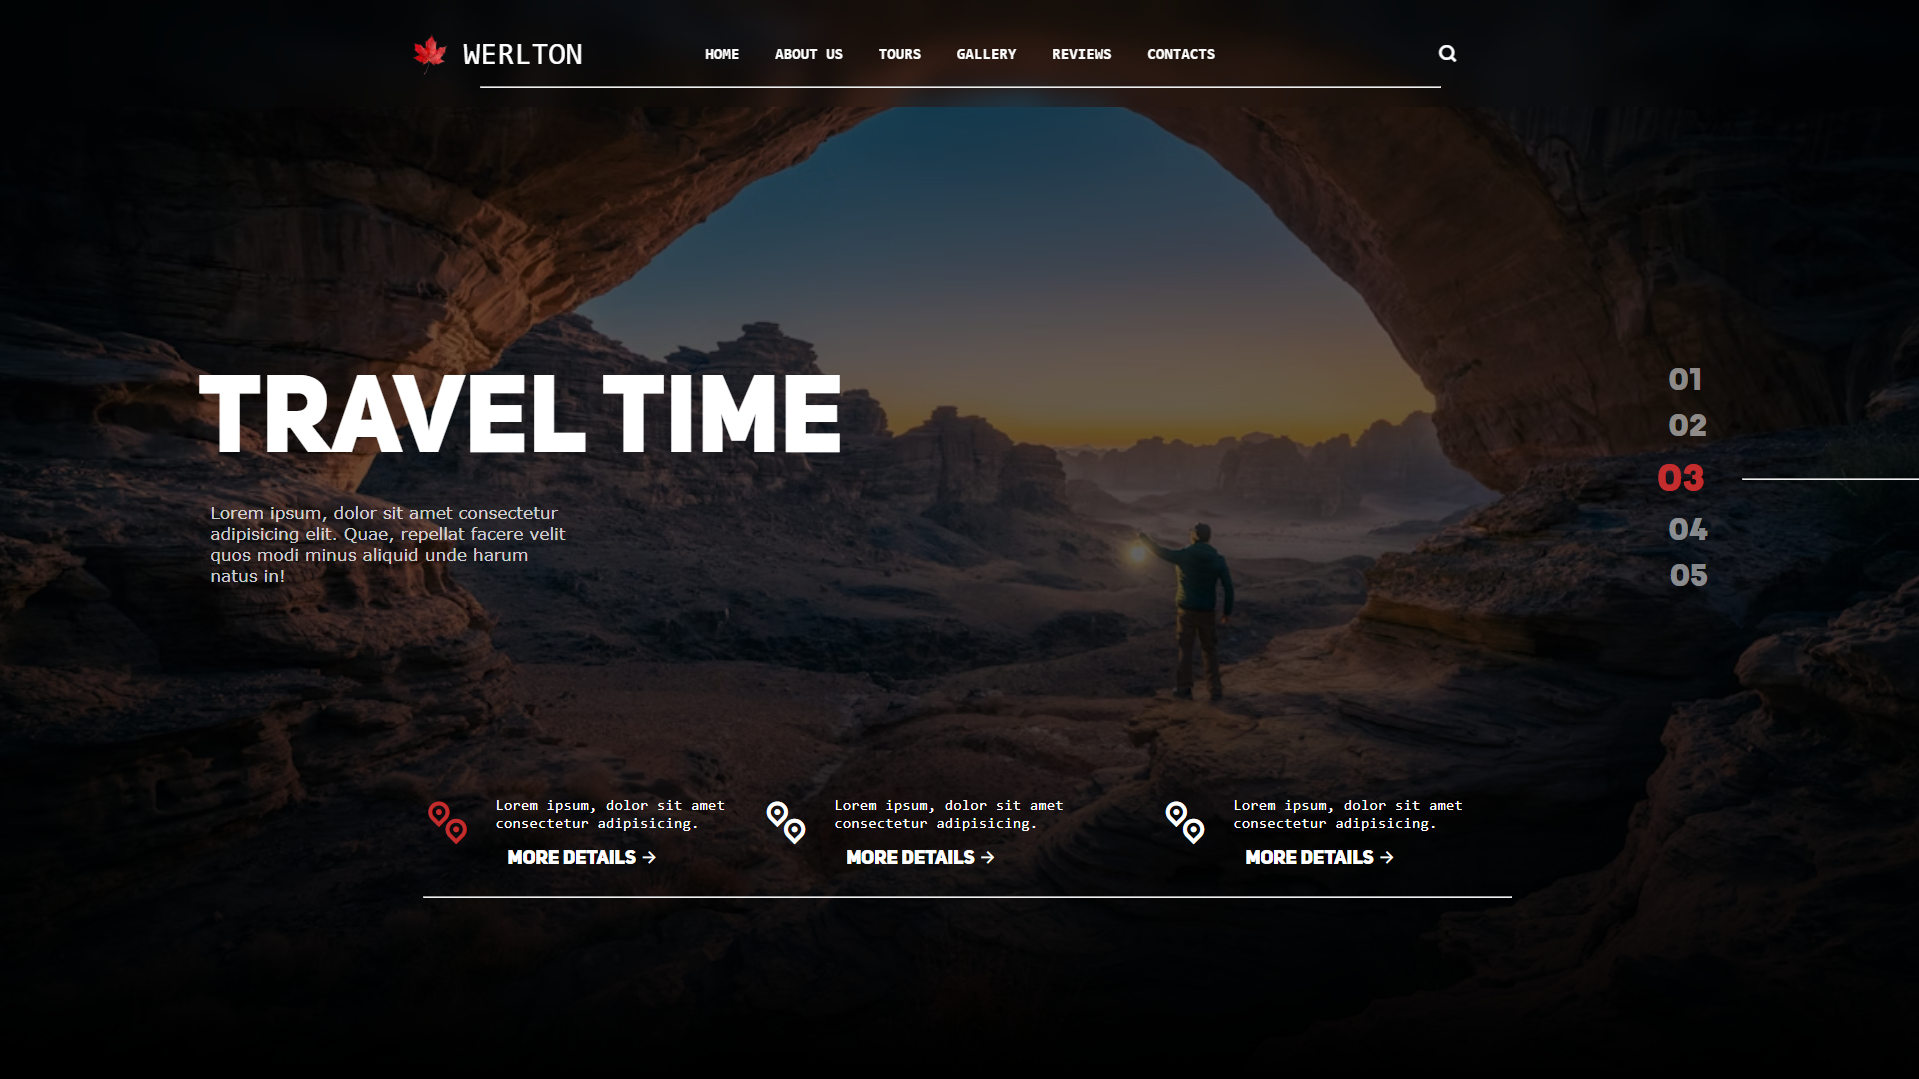 WERLTON
HOME ABOUT US TOURS GALLERY REVIEWS CONTACTS
TRAVEL TIME
Lorem ipsum, dolor sit amet consectetur
adipisicing elit. Quae, repellat facere velit
quos modi minus aliquid unde harum
natus in!
01
02
03
04
05
Lorem ipsum, dolor sit amet
consectetur adipisicing.
MORE DETAILS →
Lorem ipsum, dolor sit amet
consectetur adipisicing.
MORE DETAILS →
Lorem ipsum, dolor sit amet
consectetur adipisicing.
MORE DETAILS →